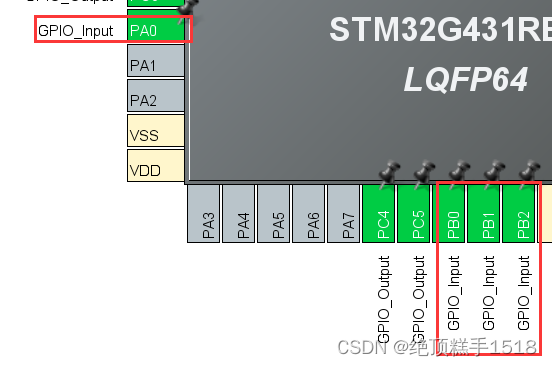 GPIO_Output
GPIO_Input PA0
PA1
PA2
VSS
VDD
STM32G431RB
LQFP64
PA3
PA4
PA5
PA6
PA7
PC4
PC5
PB0
PB1
PB2
GPIO_Output
GPIO_Output
GPIO_Input
GPIO_Input
GPIO_Input
CSDN @绝顶糕手1518